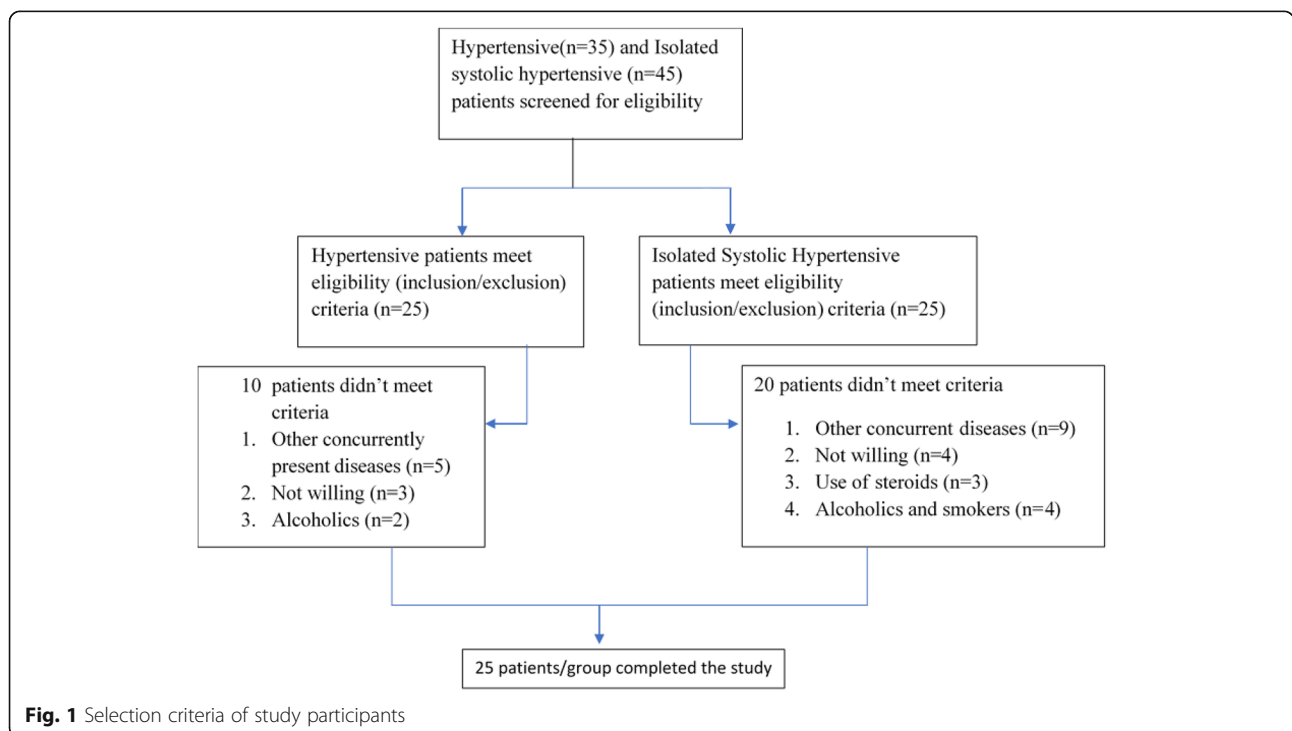 Hypertensive(n=35) and Isolated
systolic hypertensive (n=45)
patients screened for eligibility
Hypertensive patients meet
eligibility (inclusion/exclusion)
criteria (n=25)
Isolated Systolic Hypertensive
patients meet eligibility
(inclusion/exclusion) criteria (n=25)
10 patients didn't meet
criteria
1. Other concurrently
present diseases (n=5)
2. Not willing (n=3)
3. Alcoholics (n=2)
20 patients didn't meet criteria
1. Other concurrent diseases (n=9)
2. Not willing (n=4)
3. Use of steroids (n=3)
4. Alcoholics and smokers (n=4)
25 patients/group completed the study
Fig. 1 Selection criteria of study participants